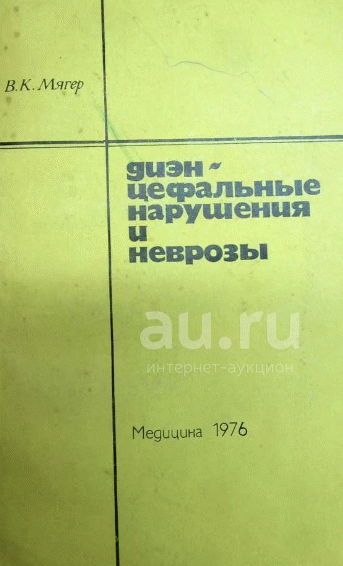 В.К.Мягер
диэн-
цефальные
нарушения
и
неврозы
au.ru
интернет-аукцион
Медицина 1976